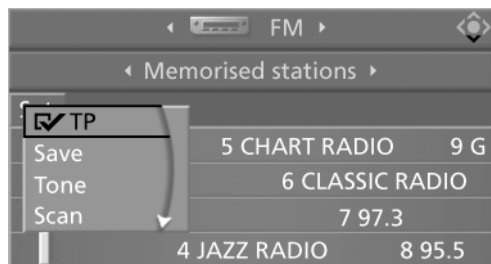 FM
Memorised stations
TP
Save
Tone
Scan
5 CHART RADIO 9 G
6 CLASSIC RADIO
7 97.3
4 JAZZ RADIO 8 95.5